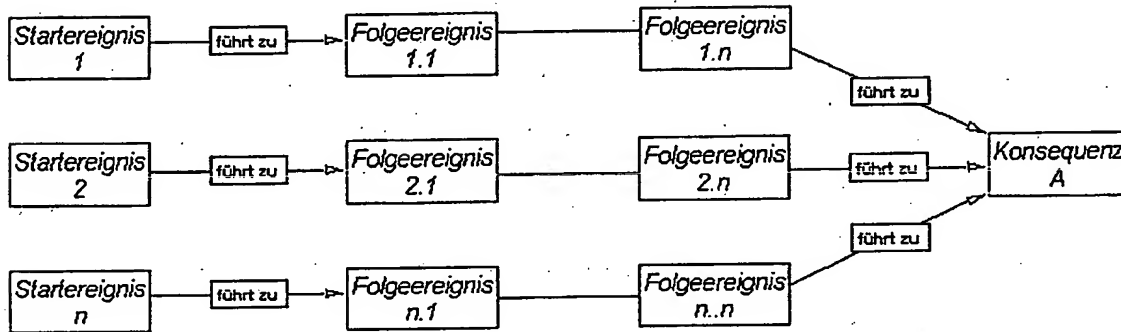 Startereignis
1
führt zu
Folgeereignis
1.1
Folgeereignis
1.n
führt zu
Startereignis
2
führt zu
Folgeereignis
2.1
Folgeereignis
2.n
führt zu
Konsequenz
A
führt zu
Startereignis
n
führt zu
Folgeereignis
n.1
Folgeereignis
n..n